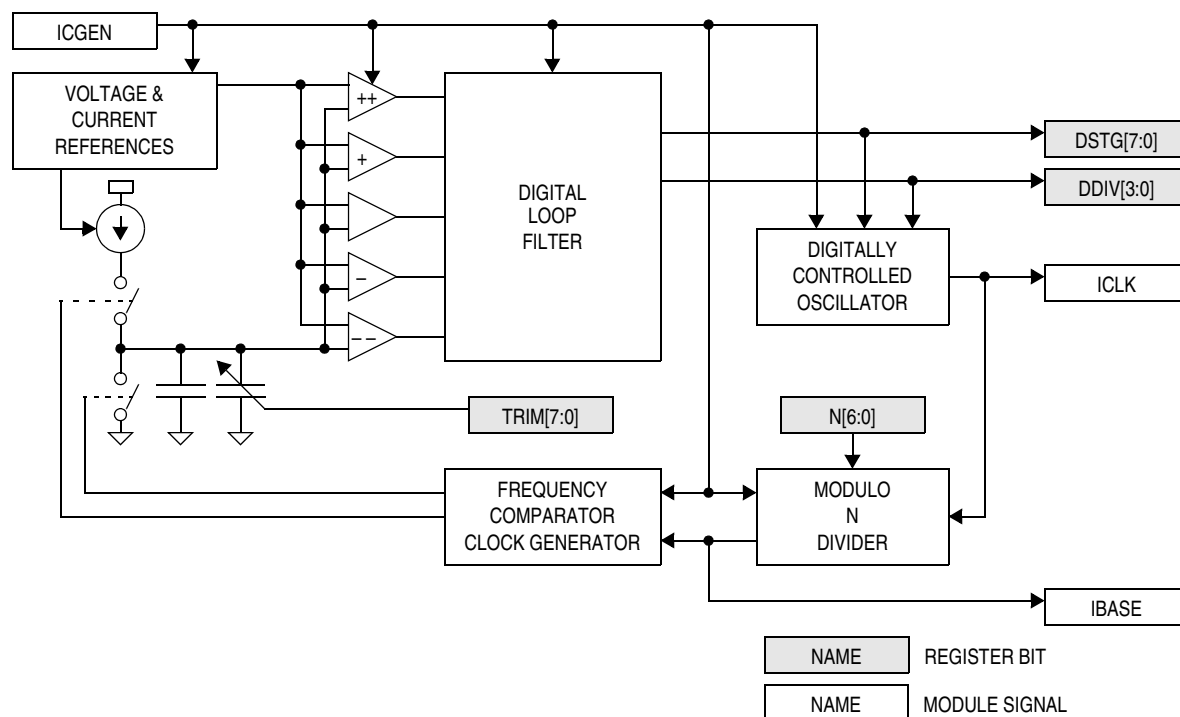 ICGEN
VOLTAGE &
CURRENT
REFERENCES
++
+
−
− −
DIGITAL
LOOP
FILTER
DSTG[7:0]
DDIV[3:0]
DIGITALLY
CONTROLLED
OSCILLATOR
ICLK
TRIM[7:0]
N[6:0]
FREQUENCY
COMPARATOR
CLOCK GENERATOR
MODULO
N
DIVIDER
IBASE
NAME REGISTER BIT
NAME MODULE SIGNAL